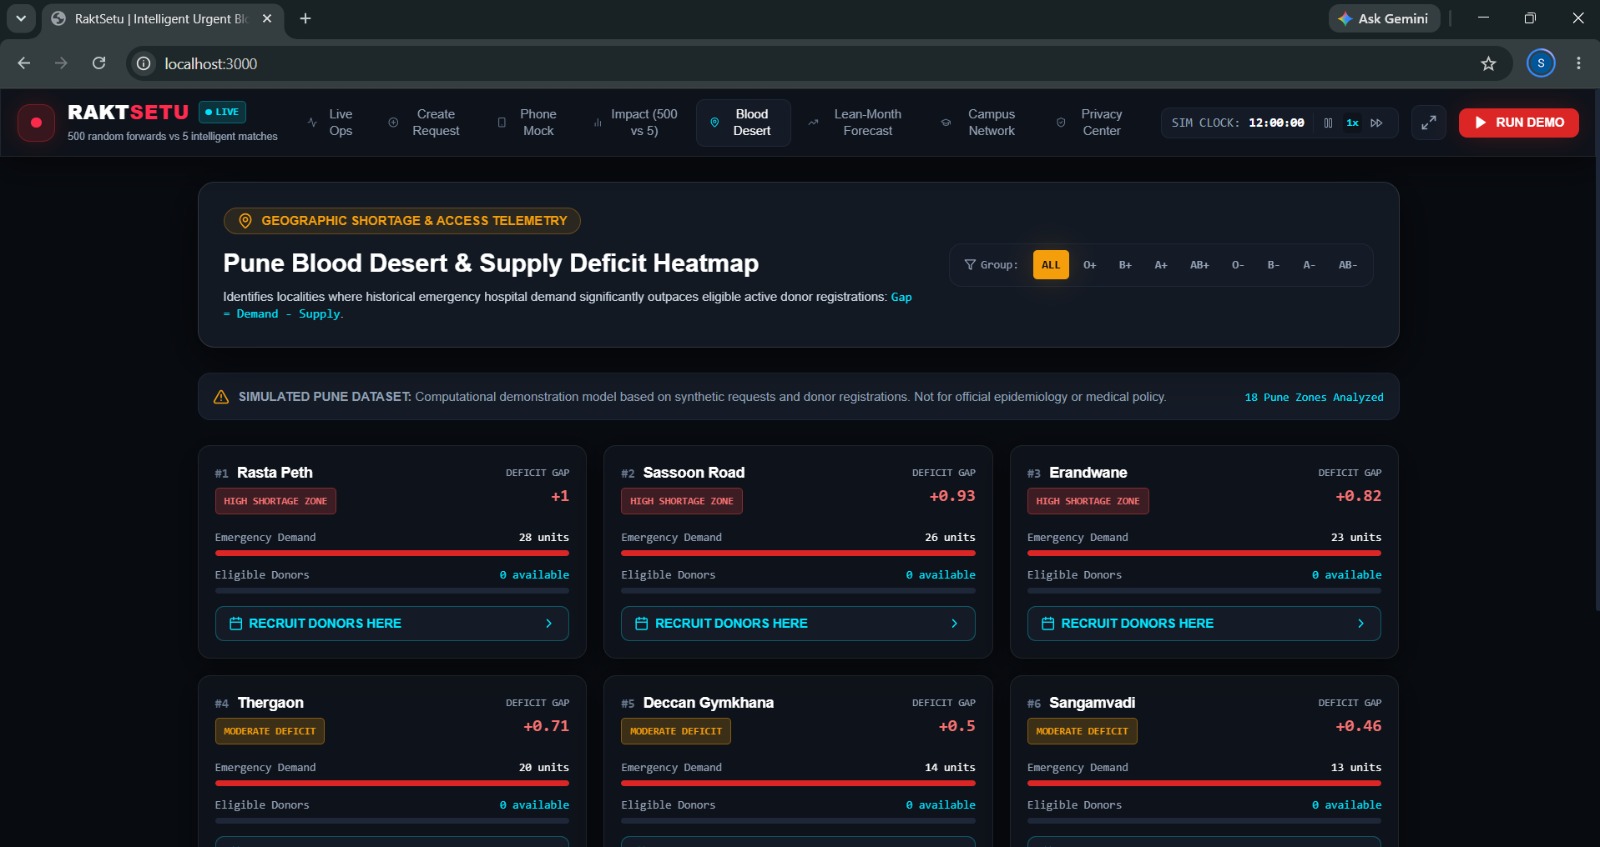 RaktSetu | Intelligent Urgent Blo
Ask Gemini
localhost:3000
S
RAKTSETU
LIVE
500 random forwards vs 5 intelligent matches
Live
Ops
Create
Request
Phone
Mock
Impact (500
vs 5)
Blood
Desert
Lean-Month
Forecast
Campus
Network
Privacy
Center
SIM CLOCK: 12:00:00
1x
RUN DEMO
GEOGRAPHIC SHORTAGE & ACCESS TELEMETRY
Pune Blood Desert & Supply Deficit Heatmap
Identifies localities where historical emergency hospital demand significantly outpaces eligible active donor registrations: Gap
= Demand - Supply.
Group: ALL O+ B+ A+ AB+ O- B- A- AB-
SIMULATED PUNE DATASET: Computational demonstration model based on synthetic requests and donor registrations. Not for official epidemiology or medical policy.
18 Pune Zones Analyzed
#1 Rasta Peth
DEFICIT GAP
HIGH SHORTAGE ZONE
+1
Emergency Demand 28 units
Eligible Donors 0 available
RECRUIT DONORS HERE
#2 Sassoon Road
DEFICIT GAP
HIGH SHORTAGE ZONE
+0.93
Emergency Demand 26 units
Eligible Donors 0 available
RECRUIT DONORS HERE
#3 Erandwane
DEFICIT GAP
HIGH SHORTAGE ZONE
+0.82
Emergency Demand 23 units
Eligible Donors 0 available
RECRUIT DONORS HERE
#4 Thergaon
DEFICIT GAP
MODERATE DEFICIT
+0.71
Emergency Demand 20 units
Eligible Donors 0 available
#5 Deccan Gymkhana
DEFICIT GAP
MODERATE DEFICIT
+0.5
Emergency Demand 14 units
Eligible Donors 0 available
#6 Sangamvadi
DEFICIT GAP
MODERATE DEFICIT
+0.46
Emergency Demand 13 units
Eligible Donors 0 available